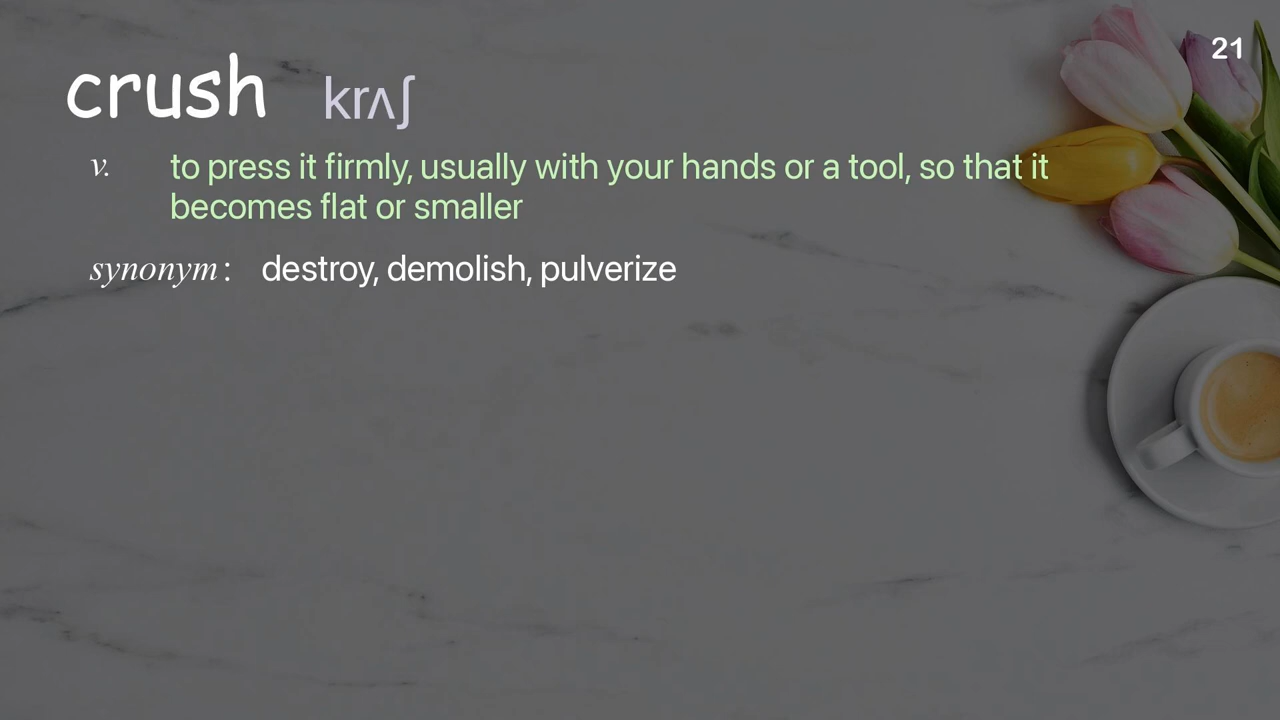 21
crush krʌʃ
v. to press it firmly, usually with your hands or a tool, so that it
becomes flat or smaller
synonym: destroy, demolish, pulverize